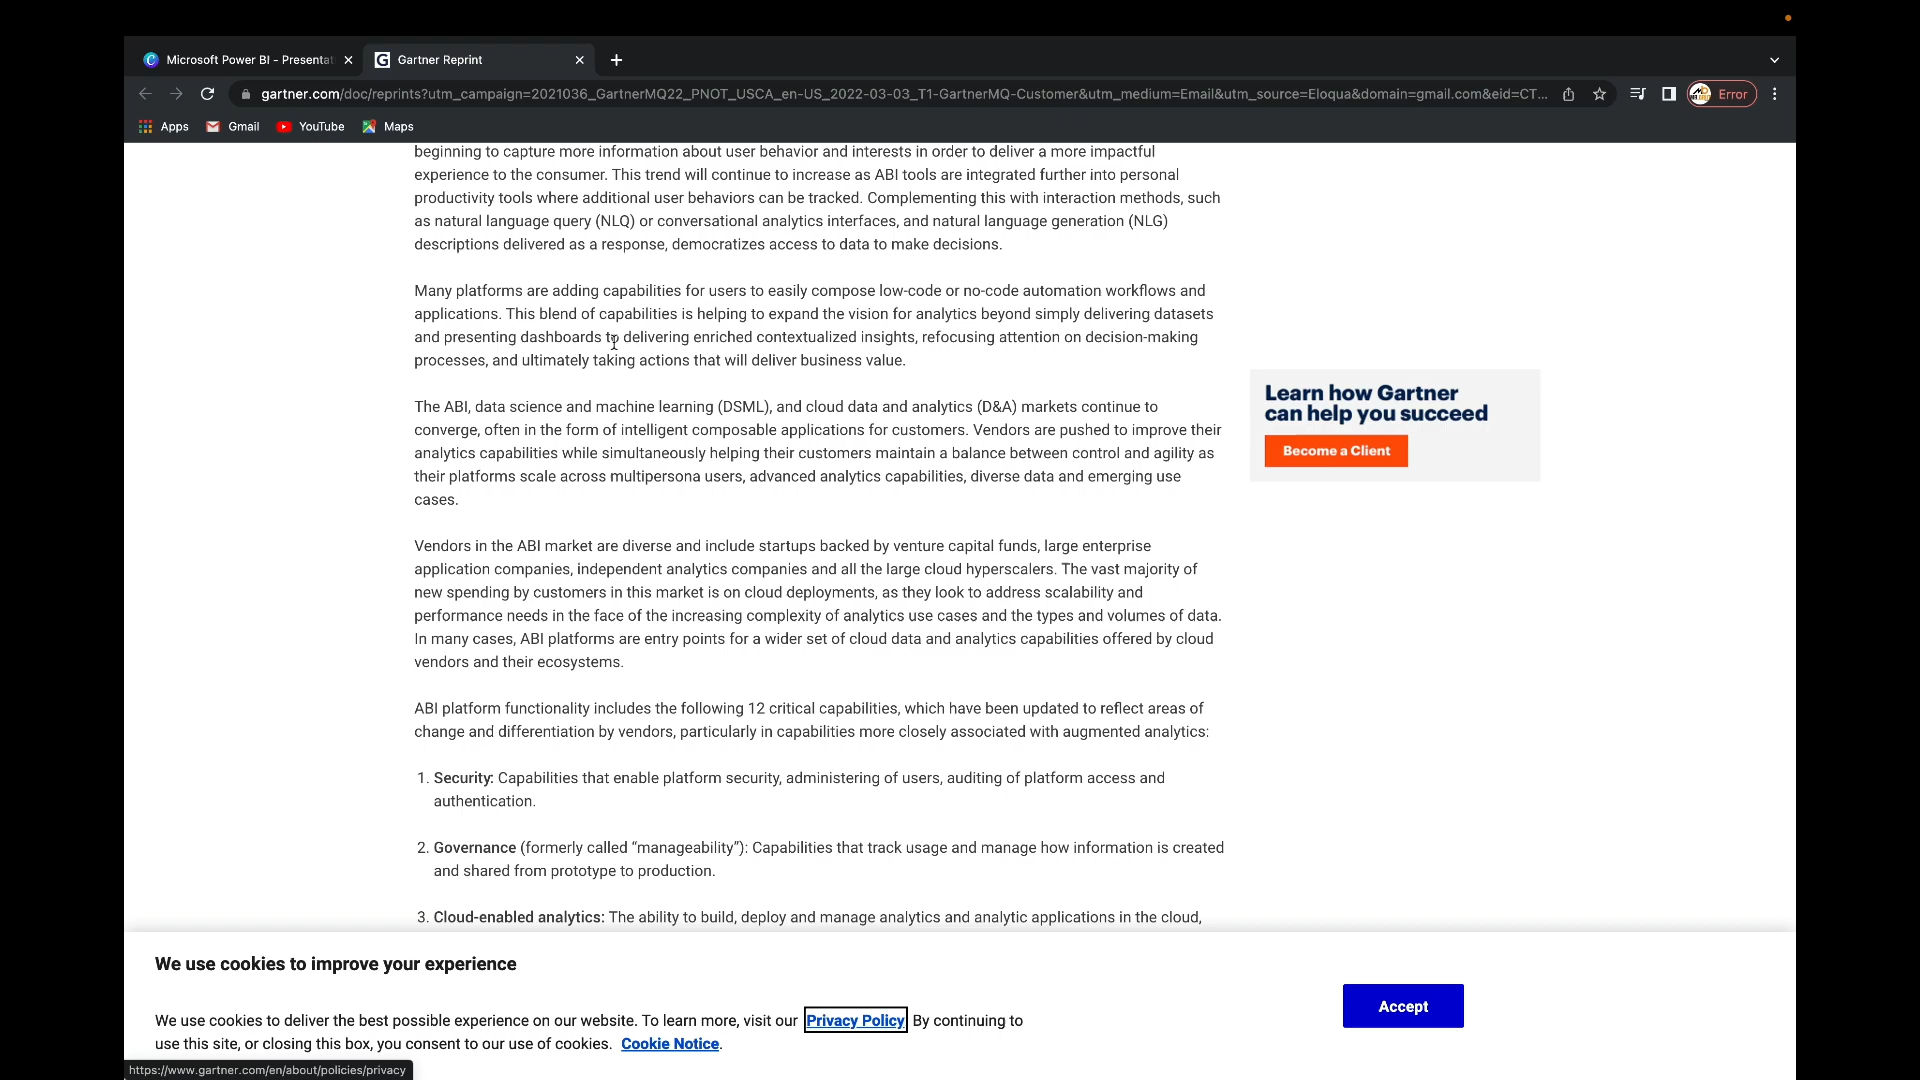 Microsoft Power BI - Presentat
Gartner Reprint
gartner.com/doc/reprints?utm_campaign=2021036_GartnerMQ22_PNOT_USCA_en-US_2022-03-03_T1-GartnerMQ-Customer&utm_medium=Email&utm_source=Eloqua&domain=gmail.com&eid=CT...
Error
Apps
Gmail
YouTube
Maps
beginning to capture more information about user behavior and interests in order to deliver a more impactful
experience to the consumer. This trend will continue to increase as ABI tools are integrated further into personal
productivity tools where additional user behaviors can be tracked. Complementing this with interaction methods, such
as natural language query (NLQ) or conversational analytics interfaces, and natural language generation (NLG)
descriptions delivered as a response, democratizes access to data to make decisions.
Many platforms are adding capabilities for users to easily compose low-code or no-code automation workflows and
applications. This blend of capabilities is helping to expand the vision for analytics beyond simply delivering datasets
and presenting dashboards to delivering enriched contextualized insights, refocusing attention on decision-making
processes, and ultimately taking actions that will deliver business value.
The ABI, data science and machine learning (DSML), and cloud data and analytics (D&A) markets continue to
converge, often in the form of intelligent composable applications for customers. Vendors are pushed to improve their
analytics capabilities while simultaneously helping their customers maintain a balance between control and agility as
their platforms scale across multipersona users, advanced analytics capabilities, diverse data and emerging use
cases.
Vendors in the ABI market are diverse and include startups backed by venture capital funds, large enterprise
application companies, independent analytics companies and all the large cloud hyperscalers. The vast majority of
new spending by customers in this market is on cloud deployments, as they look to address scalability and
performance needs in the face of the increasing complexity of analytics use cases and the types and volumes of data.
In many cases, ABI platforms are entry points for a wider set of cloud data and analytics capabilities offered by cloud
vendors and their ecosystems.
ABI platform functionality includes the following 12 critical capabilities, which have been updated to reflect areas of
change and differentiation by vendors, particularly in capabilities more closely associated with augmented analytics:
1. Security: Capabilities that enable platform security, administering of users, auditing of platform access and
authentication.
2. Governance (formerly called “manageability”): Capabilities that track usage and manage how information is created
and shared from prototype to production.
3. Cloud-enabled analytics: The ability to build, deploy and manage analytics and analytic applications in the cloud,
Learn how Gartner
can help you succeed
Become a Client
We use cookies to improve your experience
We use cookies to deliver the best possible experience on our website. To learn more, visit our Privacy Policy. By continuing to
use this site, or closing this box, you consent to our use of cookies. Cookie Notice.
Accept
https://www.gartner.com/en/about/policies/privacy